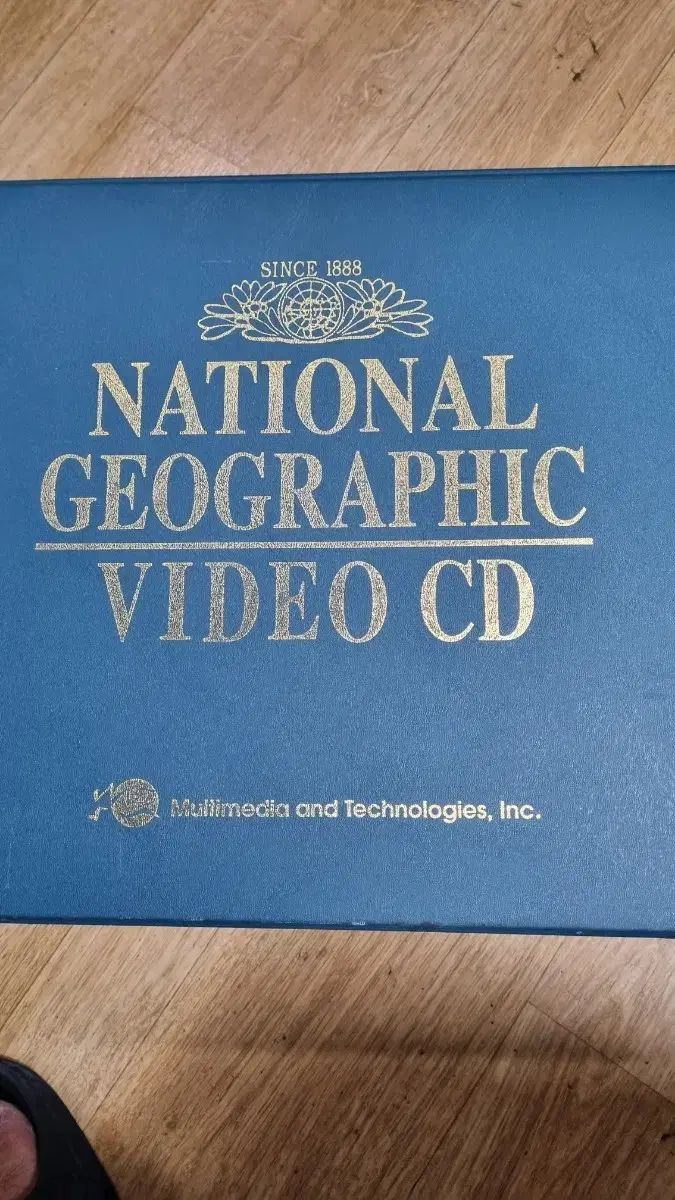 SINCE 1888
NATIONAL
GEOGRAPHIC
VIDEO CD
Multimedia and Technologies, Inc.